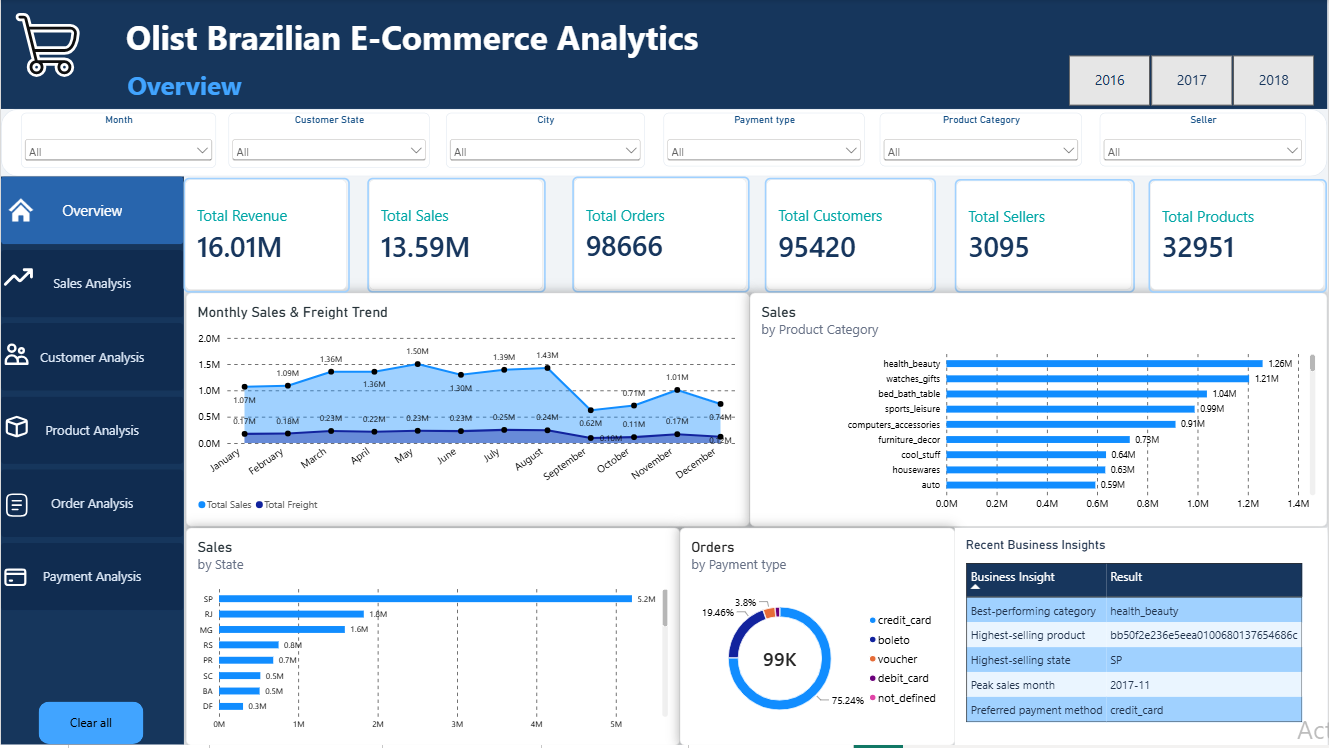 Olist Brazilian E-Commerce Analytics
Overview
2016 2017 2018
Month Customer State City Payment type Product Category Seller
All All All All All All
Overview
Sales Analysis
Customer Analysis
Product Analysis
Order Analysis
Payment Analysis
Clear all
Total Revenue
16.01M
Total Sales
13.59M
Total Orders
98666
Total Customers
95420
Total Sellers
3095
Total Products
32951
Monthly Sales & Freight Trend
2.0M
1.5M
1.0M
0.5M
0.0M
1.07M 1.09M 1.36M 1.36M 1.50M 1.30M 1.39M 1.43M 0.62M 0.71M 1.01M 0.74M
0.17M 0.18M 0.23M 0.22M 0.23M 0.23M 0.25M 0.24M 0.10M 0.11M 0.17M
January February March April May June July August September October November December
Total Sales Total Freight
Sales
by Product Category
health_beauty 1.26M
watches_gifts 1.21M
bed_bath_table 1.04M
sports_leisure 0.99M
computers_accessories 0.91M
furniture_decor 0.73M
cool_stuff 0.64M
housewares 0.63M
auto 0.59M
0.0M 0.2M 0.4M 0.6M 0.8M 1.0M 1.2M 1.4M
Sales
by State
SP 5.2M
RJ 1.8M
MG 1.6M
RS 0.8M
PR 0.7M
SC 0.5M
BA 0.5M
DF 0.3M
0M 1M 2M 3M 4M 5M
Orders
by Payment type
3.8%
19.46%
99K
75.24%
credit_card
boleto
voucher
debit_card
not_defined
Recent Business Insights
Business Insight Result
Best-performing category health_beauty
Highest-selling product bb50f2e236e5eea0100680137654686c
Highest-selling state SP
Peak sales month 2017-11
Preferred payment method credit_card